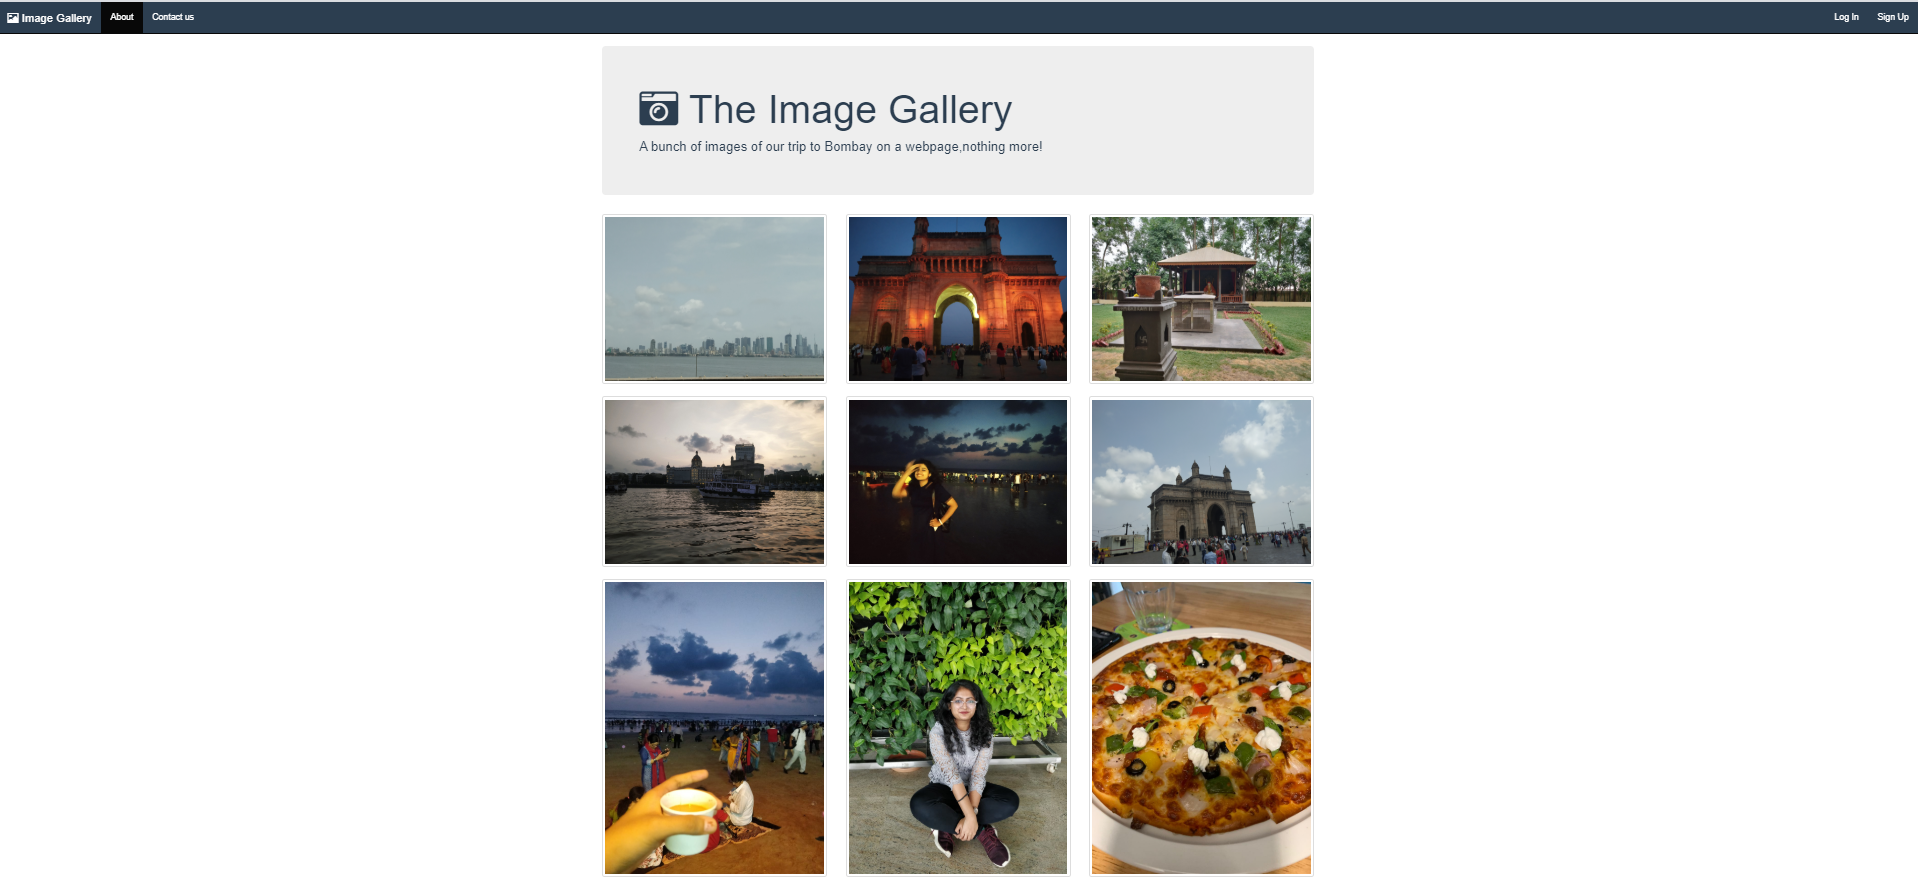 Image Gallery About Contact us Log In Sign Up
The Image Gallery
A bunch of images of our trip to Bombay on a webpage,nothing more!